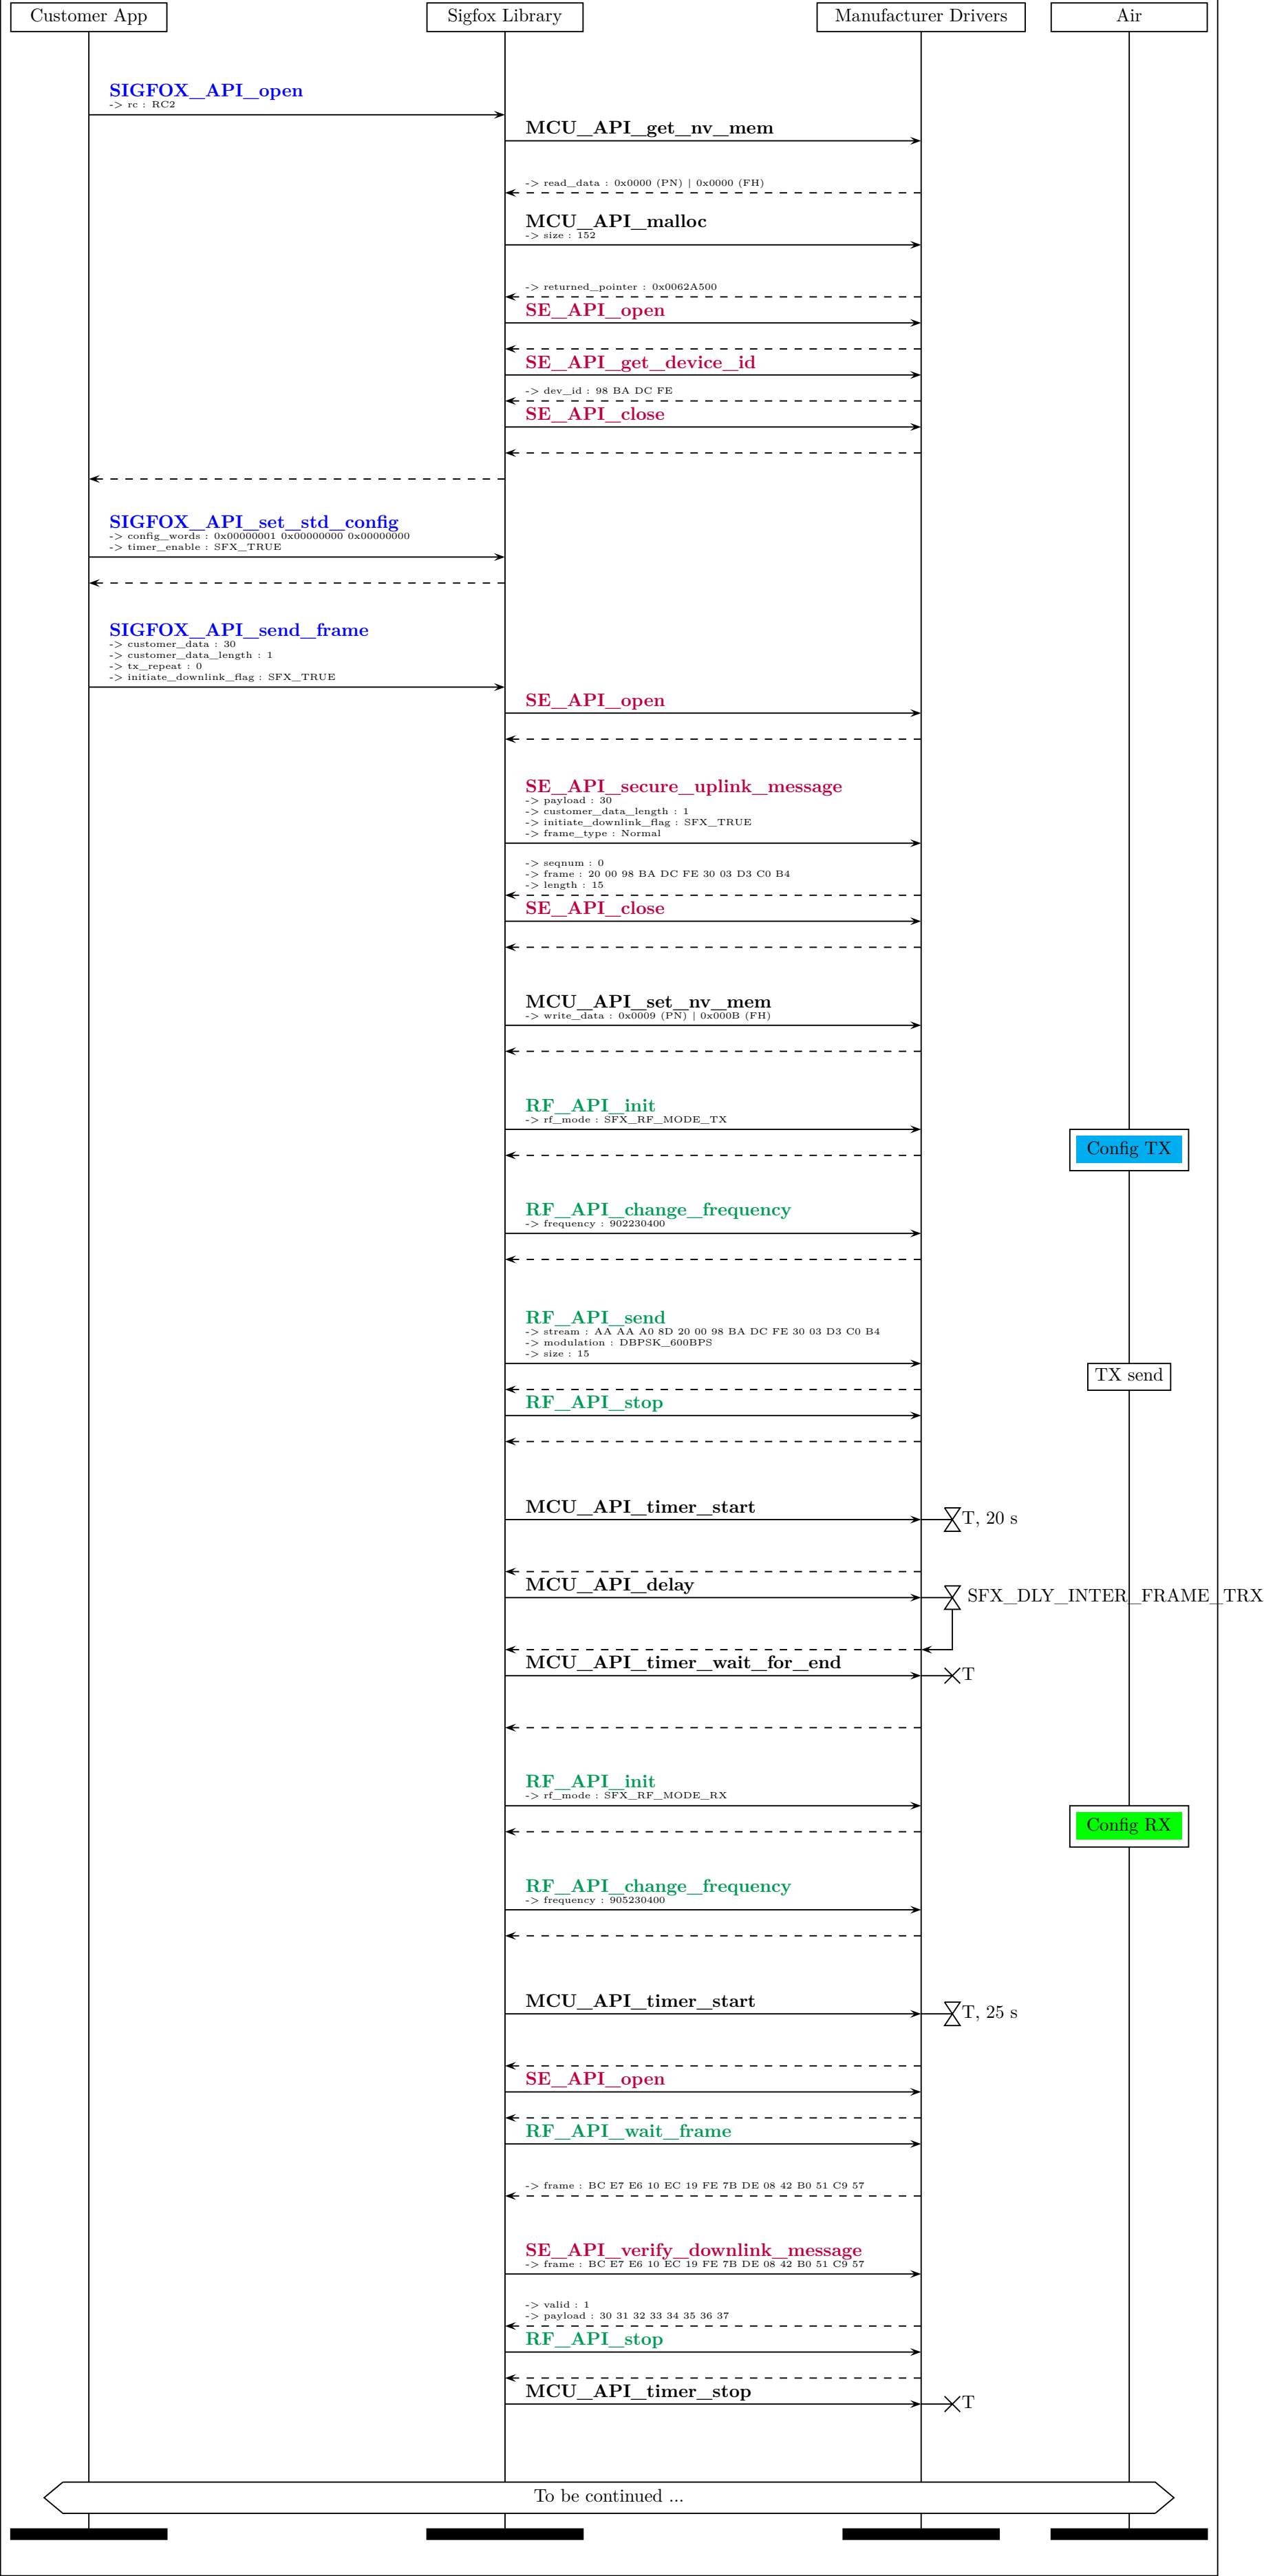 Customer App
Sigfox Library
Manufacturer Drivers
Air
SIGFOX_API_open
-> rc : RC2
MCU_API_get_nv_mem
-> read_data : 0x0000 (PN) | 0x0000 (FH)
MCU_API_malloc
-> size : 152
-> returned_pointer : 0x0062A500
SE_API_open
SE_API_get_device_id
-> dev_id : 98 BA DC FE
SE_API_close
SIGFOX_API_set_std_config
-> config_words : 0x00000001 0x00000000 0x00000000
-> timer_enable : SFX_TRUE
SIGFOX_API_send_frame
-> customer_data : 30
-> customer_data_length : 1
-> tx_repeat : 0
-> initiate_downlink_flag : SFX_TRUE
SE_API_open
SE_API_secure_uplink_message
-> payload : 30
-> customer_data_length : 1
-> initiate_downlink_flag : SFX_TRUE
-> frame_type : Normal
-> seqnum : 0
-> frame : 20 00 98 BA DC FE 30 03 D3 C0 B4
-> length : 15
SE_API_close
MCU_API_set_nv_mem
-> write_data : 0x0009 (PN) | 0x000B (FH)
RF_API_init
-> rf_mode : SFX_RF_MODE_TX
Config TX
RF_API_change_frequency
-> frequency : 902230400
RF_API_send
-> stream : AA AA A0 8D 20 00 98 BA DC FE 30 03 D3 C0 B4
-> modulation : DBPSK_600BPS
-> size : 15
TX send
RF_API_stop
MCU_API_timer_start
T, 20 s
MCU_API_delay
SFX_DLY_INTER_FRAME_TRX
MCU_API_timer_wait_for_end
T
RF_API_init
-> rf_mode : SFX_RF_MODE_RX
Config RX
RF_API_change_frequency
-> frequency : 905230400
MCU_API_timer_start
T, 25 s
SE_API_open
RF_API_wait_frame
-> frame : BC E7 E6 10 EC 19 FE 7B DE 08 42 B0 51 C9 57
SE_API_verify_downlink_message
-> frame : BC E7 E6 10 EC 19 FE 7B DE 08 42 B0 51 C9 57
-> valid : 1
-> payload : 30 31 32 33 34 35 36 37
RF_API_stop
MCU_API_timer_stop
T
To be continued ...